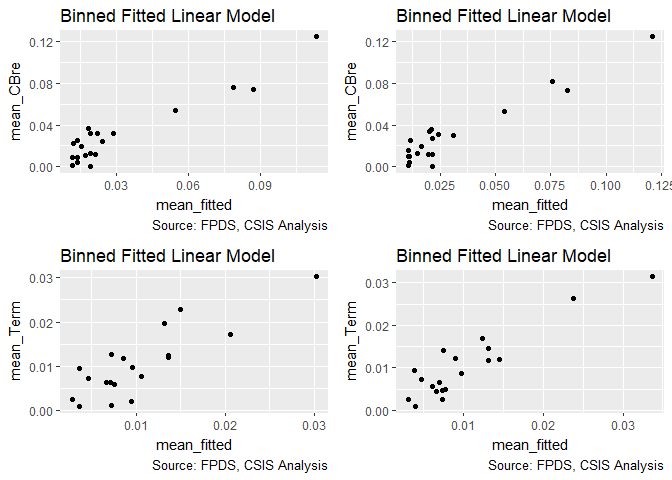 Binned Fitted Linear Model
mean_CBre
0.12
0.08
0.04
0.00
0.03
0.06
0.09
mean_fitted
Source: FPDS, CSIS Analysis
Binned Fitted Linear Model
mean_CBre
0.12
0.08
0.04
0.00
0.025
0.050
0.075
0.100
0.125
mean_fitted
Source: FPDS, CSIS Analysis
Binned Fitted Linear Model
mean_Term
0.03
0.02
0.01
0.00
0.01
0.02
0.03
mean_fitted
Source: FPDS, CSIS Analysis
Binned Fitted Linear Model
mean_Term
0.03
0.02
0.01
0.00
0.01
0.02
0.03
mean_fitted
Source: FPDS, CSIS Analysis